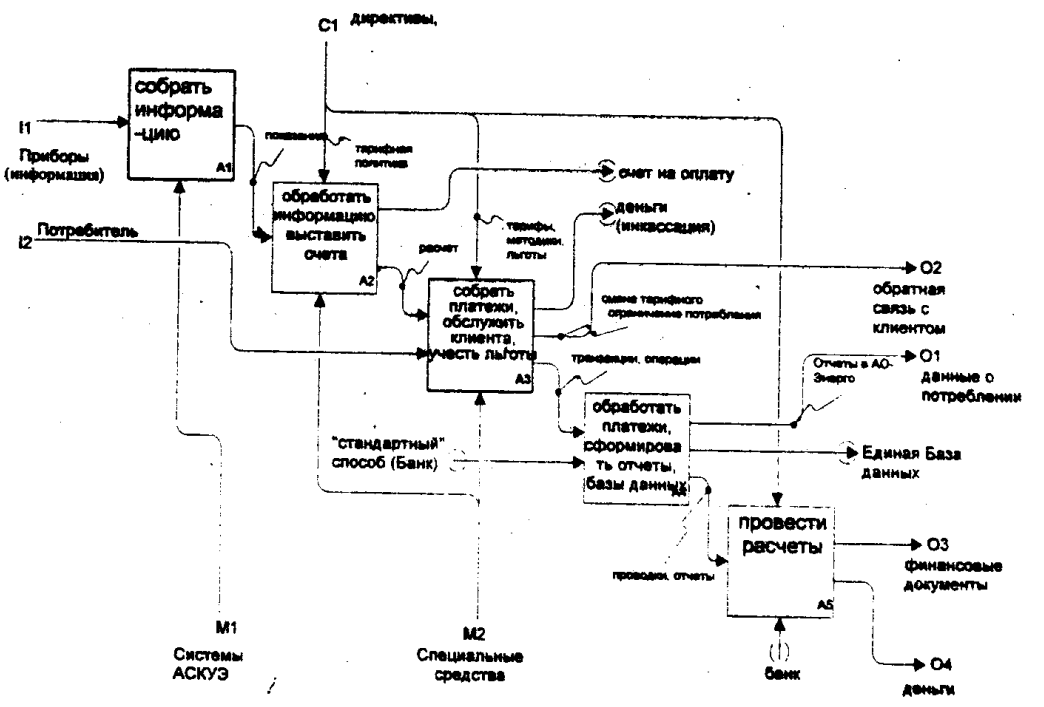 C1 директивы,
собрать
информа
-цию
A1
I1
Приборы
(информация)
показания
тарифная
политика
обработать
информацию
выставить
счета
A2
счет на оплату
деньги
(инкассация)
I2
Потребитель
тарифы,
методики,
льготы
расчет
собрать
платежи,
обслужить
клиента,
учесть льготы
A3
O2
обратная
связь с
клиентом
смена тарифного
ограничение потребления
транзакции, операции
Отчеты в АО-
Энерго
O1
данные о
потреблении
обработать
платежи,
сформирова
ть отчеты,
базы данных
A4
"стандартный"
способ (Банк)
Единая База
данных
провести
расчеты
A5
проводки, отчеты
O3
финансовые
документы
M1
Системы
АСКУЭ
M2
Специальные
средства
банк
O4
деньги